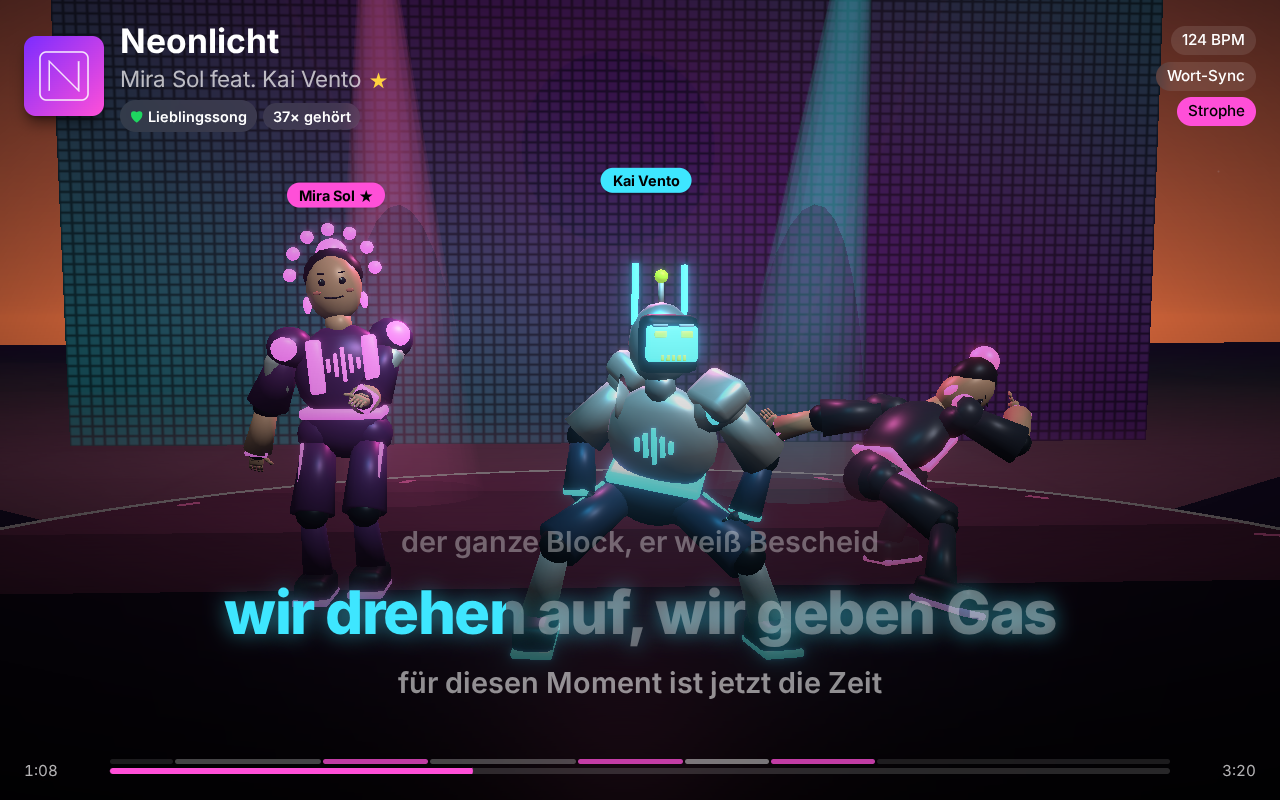 N
Neonlicht
Mira Sol feat. Kai Vento ★
Lieblingssong
37× gehört
124 BPM
Wort-Sync
Strophe
Mira Sol ★
Kai Vento
der ganze Block, er weiß Bescheid
wir drehen auf, wir geben Gas
für diesen Moment ist jetzt die Zeit
1:08
3:20